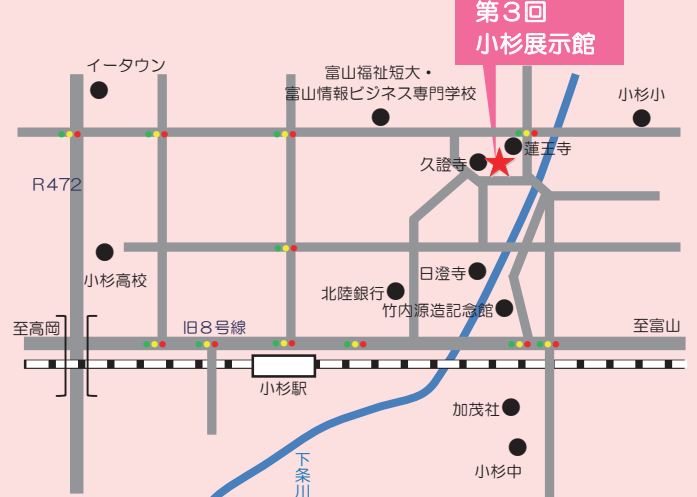 第3回
小杉展示館
イータウン
富山福祉短大・
富山情報ビジネス専門学校
小杉小
蓮王寺
久證寺
R472
小杉高校
日澄寺
北陸銀行
竹内源造記念館
至高岡
旧8号線
至富山
小杉駅
加茂社
小杉中
下条川